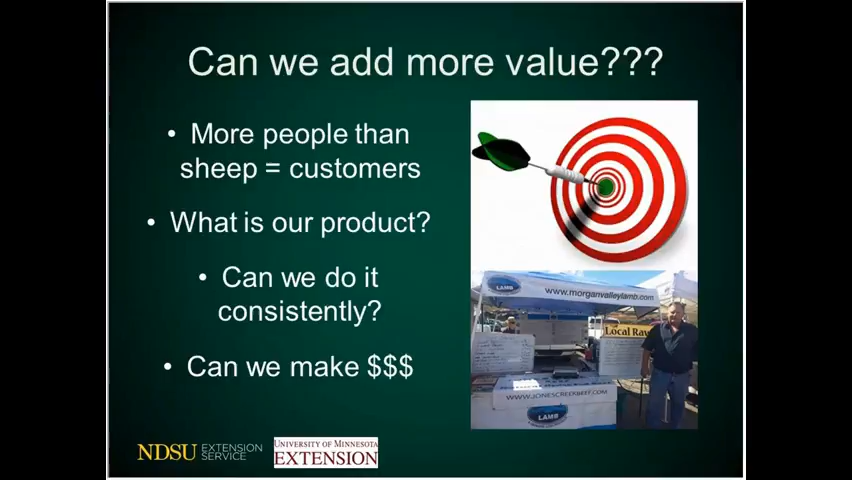 Can we add more value???
• More people than
sheep = customers
• What is our product?
• Can we do it
consistently?
• Can we make $$$
LAMB
www.morganvalleylamb.com
Local Raw
WWW.JONESCREEKBEEF.COM
LAMB
NDSU EXTENSION
SERVICE
UNIVERSITY OF MINNESOTA
EXTENSION